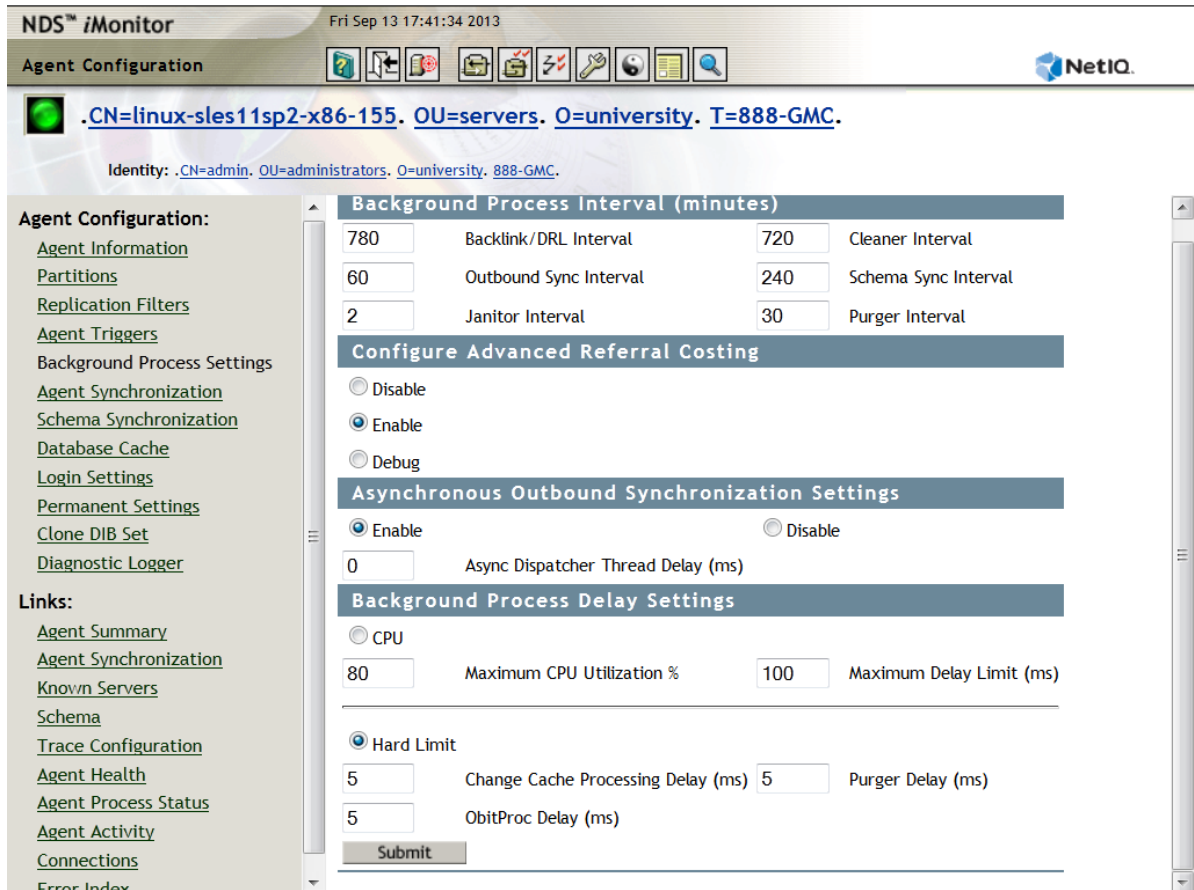 NDS™ iMonitor
Fri Sep 13 17:41:34 2013
Agent Configuration
NetIQ.
.CN=linux-sles11sp2-x86-155. OU=servers. O=university. T=888-GMC.
Identity: .CN=admin. OU=administrators. O=university. 888-GMC.
Agent Configuration:
Agent Information
Partitions
Replication Filters
Agent Triggers
Background Process Settings
Agent Synchronization
Schema Synchronization
Database Cache
Login Settings
Permanent Settings
Clone DIB Set
Diagnostic Logger
Links:
Agent Summary
Agent Synchronization
Known Servers
Schema
Trace Configuration
Agent Health
Agent Process Status
Agent Activity
Connections
Error Index
Background Process Interval (minutes)
780 Backlink/DRL Interval 720 Cleaner Interval
60 Outbound Sync Interval 240 Schema Sync Interval
2 Janitor Interval 30 Purger Interval
Configure Advanced Referral Costing
Disable
Enable
Debug
Asynchronous Outbound Synchronization Settings
Enable Disable
0 Async Dispatcher Thread Delay (ms)
Background Process Delay Settings
CPU
80 Maximum CPU Utilization % 100 Maximum Delay Limit (ms)
Hard Limit
5 Change Cache Processing Delay (ms) 5 Purger Delay (ms)
5 ObitProc Delay (ms)
Submit